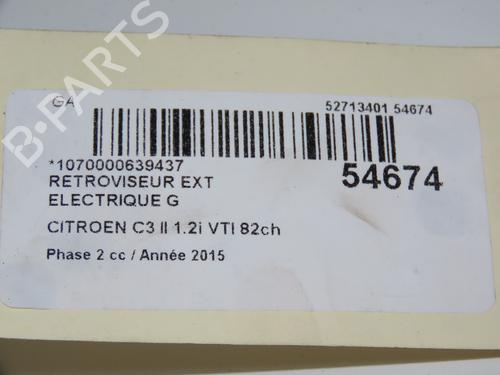 B-PARTS
GA
52713401 54674
*1070000639437
54674
RETROVISEUR EXT
ELECTRIQUE G
CITROEN C3 II 1.2i VTI 82ch
Phase 2 cc / Année 2015